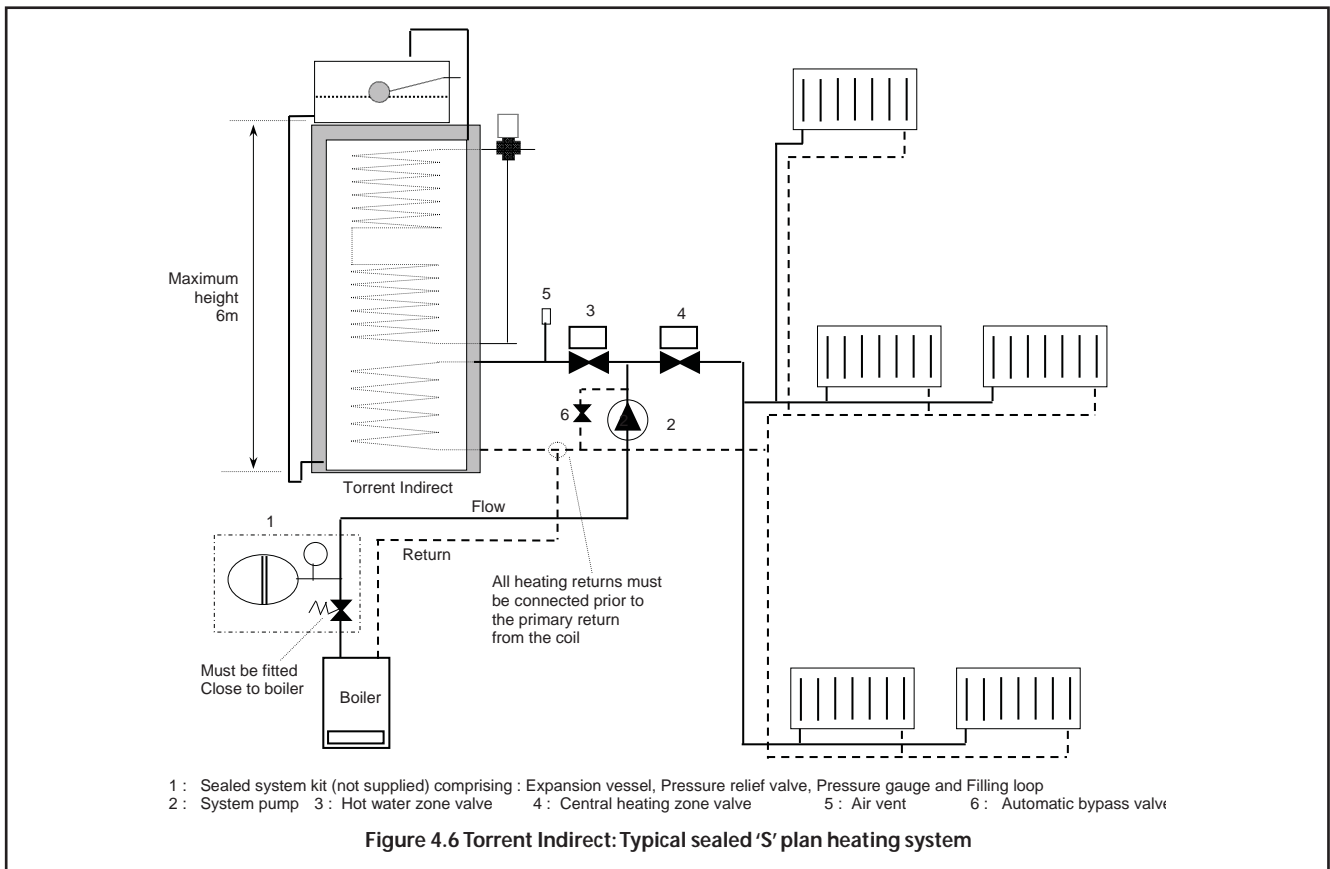 Maximum
height
6m
5
3
4
6
2
2
Torrent Indirect
Flow
1
Return
All heating returns must
be connected prior to
the primary return
from the coil
Must be fitted
Close to boiler
Boiler
1 : Sealed system kit (not supplied) comprising : Expansion vessel, Pressure relief valve, Pressure gauge and Filling loop
2 : System pump 3 : Hot water zone valve 4 : Central heating zone valve 5 : Air vent 6 : Automatic bypass valve
Figure 4.6 Torrent Indirect: Typical sealed ‘S’ plan heating system